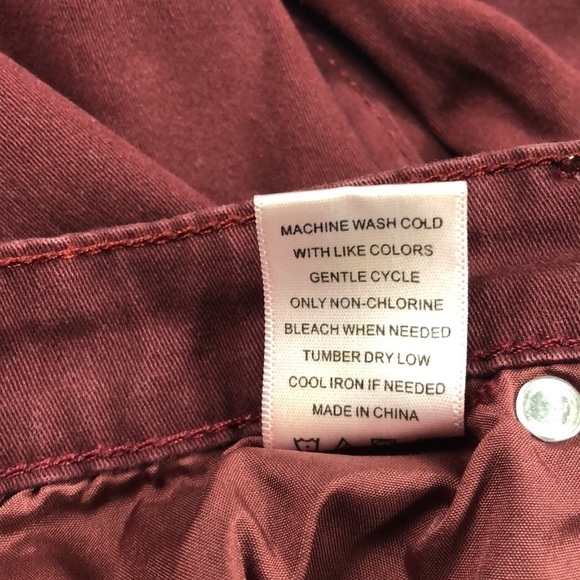 MACHINE WASH COLD
WITH LIKE COLORS
GENTLE CYCLE
ONLY NON-CHLORINE
BLEACH WHEN NEEDED
TUMBER DRY LOW
COOL IRON IF NEEDED
MADE IN CHINA